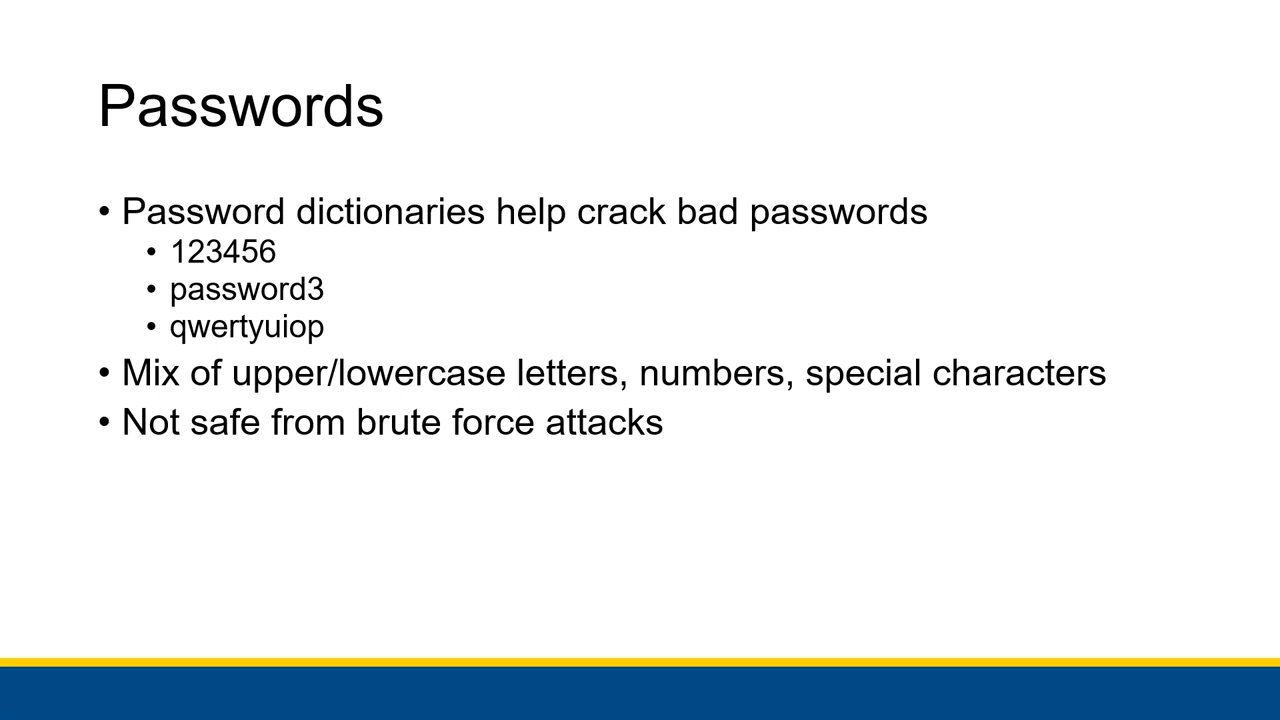 Passwords
• Password dictionaries help crack bad passwords
• 123456
• password3
• qwertyuiop
• Mix of upper/lowercase letters, numbers, special characters
• Not safe from brute force attacks